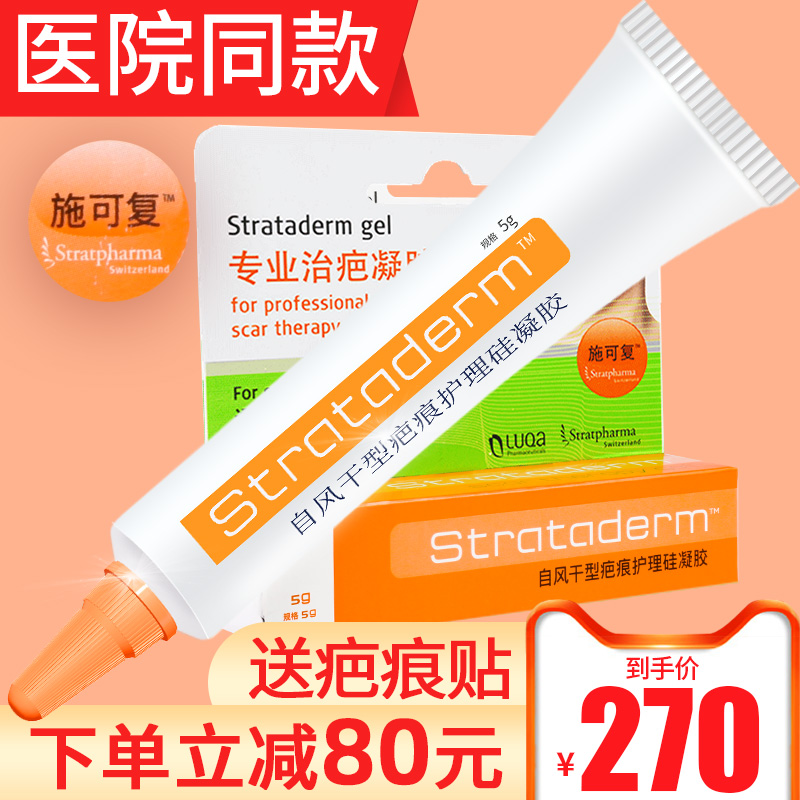 医院同款
施可复™
Stratpharma
Switzerland
Strataderm gel
专业治疤凝
for professional
scar therapy
For
规格 5g
Strataderm™
自风干型疤痕护理硅凝胶
施可复™
Stratpharma
LUQA
Pharmaceuticals
Stratpharma
Switzerland
Strataderm™
自风干型疤痕护理硅凝胶
5g
规格 5g
送疤痕贴
下单立减80元
到手价
¥270